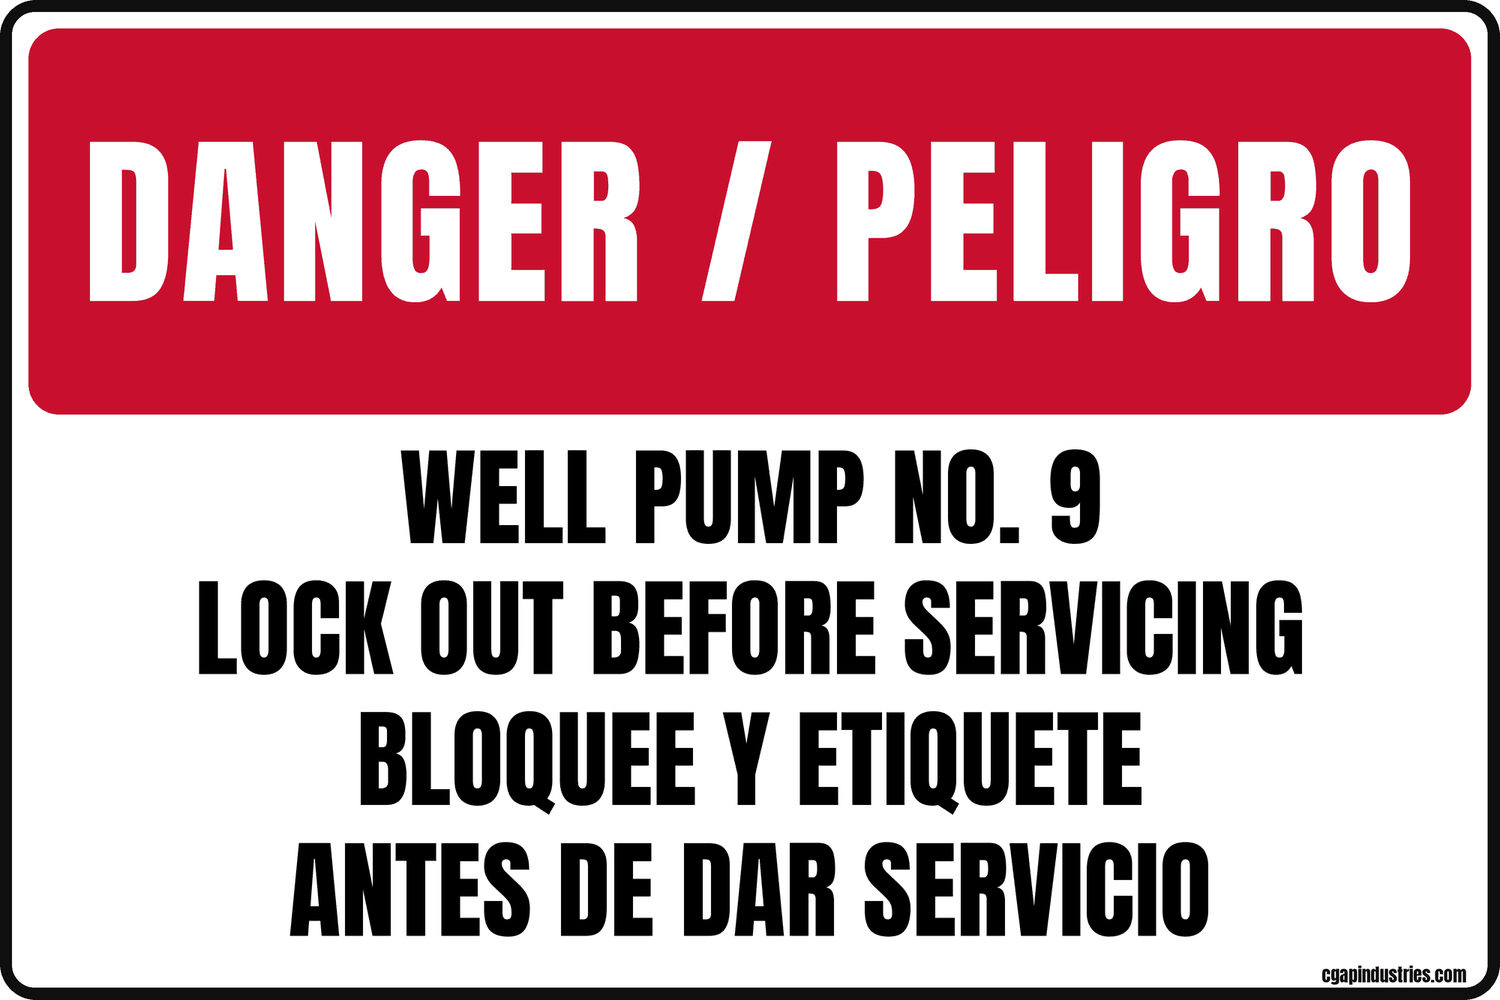 DANGER / PELIGRO
WELL PUMP NO. 9
LOCK OUT BEFORE SERVICING
BLOQUEE Y ETIQUETE
ANTES DE DAR SERVICIO
cgapindustries.com